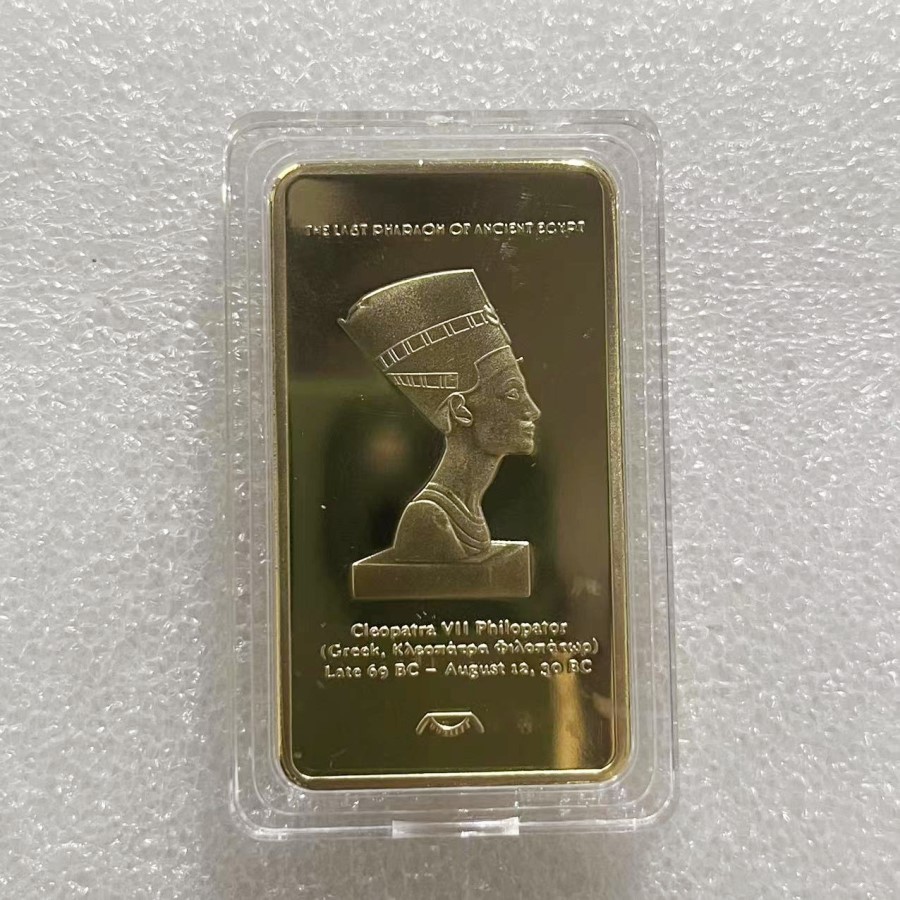 THE LAST PHARAOH OF ANCIENT EGYPT
Cleopatra VII Philopator
(Greek, Κλεοπάτρα Φιλοπάτωρ)
Late 69 BC – August 12, 30 BC